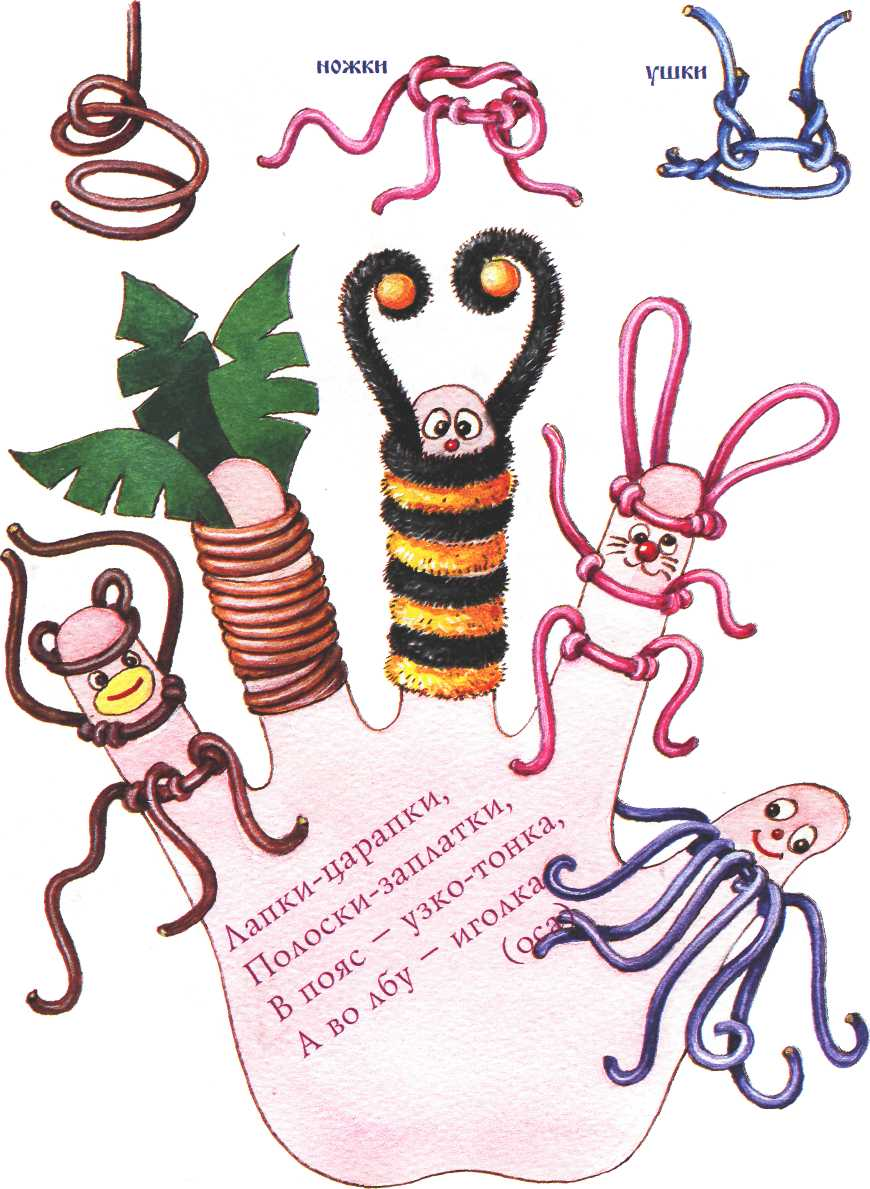 ножки
ушки
Лапки-царапки,
Полоски-заплатки,
В пояс – узко-тонка,
А во лбу – иголка.
(оса)